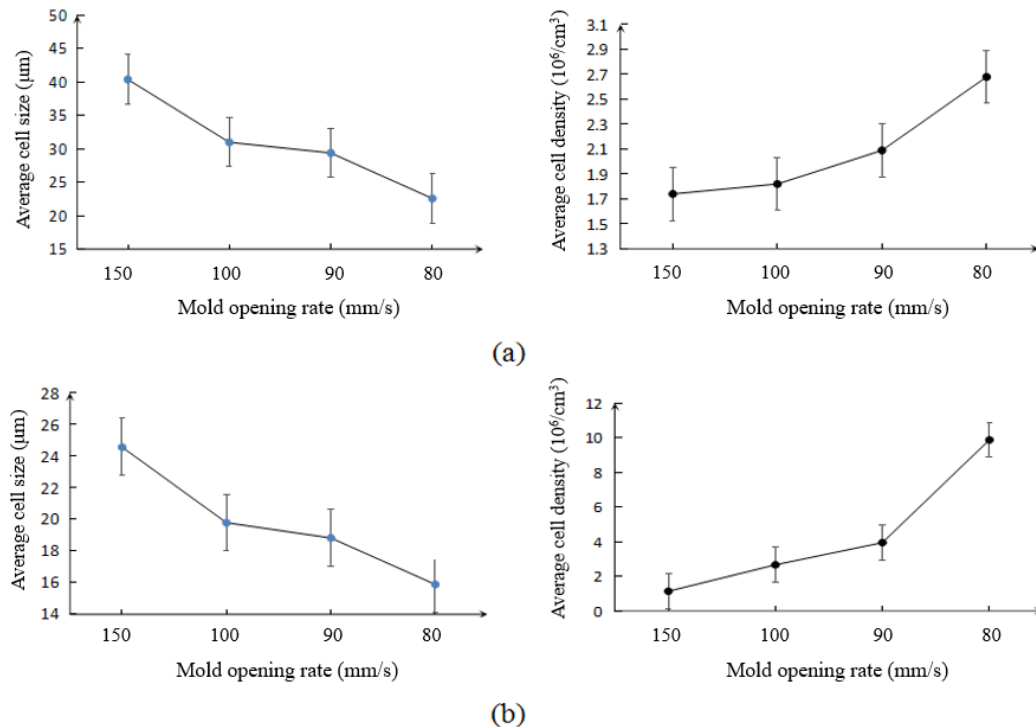 Average cell size (μm)
50
45
40
35
30
25
20
15
150 100 90 80
Mold opening rate (mm/s)
Average cell density (10⁶/cm³)
3.1
2.9
2.7
2.5
2.3
2.1
1.9
1.7
1.5
1.3
150 100 90 80
Mold opening rate (mm/s)
(a)
Average cell size (μm)
28
26
24
22
20
18
16
14
150 100 90 80
Mold opening rate (mm/s)
Average cell density (10⁶/cm³)
12
10
8
6
4
2
0
150 100 90 80
Mold opening rate (mm/s)
(b)